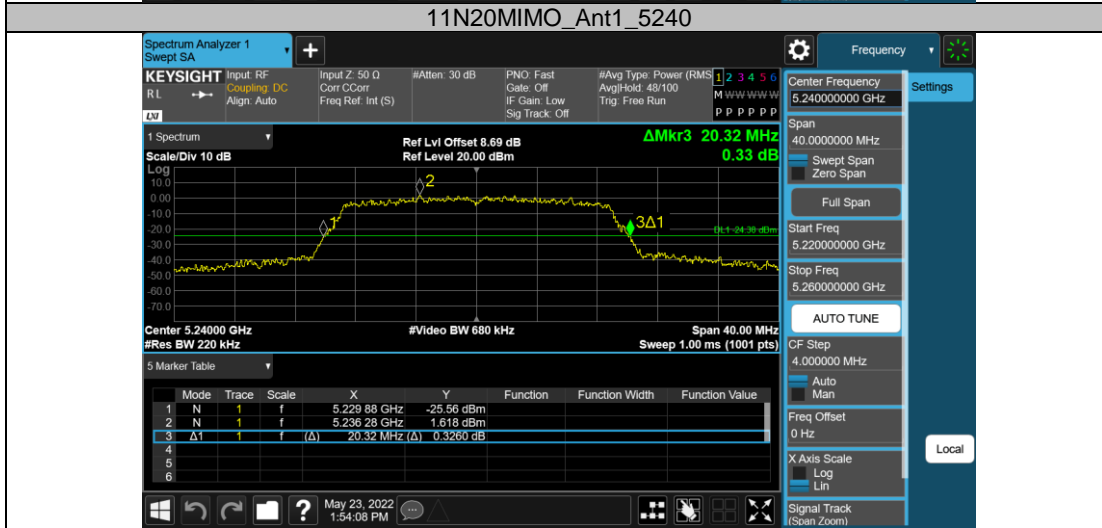 11N20MIMO_Ant1_5240
Spectrum Analyzer 1
Swept SA
Frequency
KEYSIGHT
RL
LXI
Input: RF
Coupling: DC
Align: Auto
Input Z: 50 Ω
Corr CCorr
Freq Ref: Int (S)
#Atten: 30 dB
PNO: Fast
Gate: Off
IF Gain: Low
Sig Track: Off
#Avg Type: Power (RMS
Avg|Hold: 48/100
Trig: Free Run
1 2 3 4 5 6
M W W W W W
P P P P P P
1 Spectrum
Scale/Div 10 dB
Ref Lvl Offset 8.69 dB
Ref Level 20.00 dBm
ΔMkr3 20.32 MHz
0.33 dB
Log
10.0
0.00
-10.0
-20.0
-30.0
-40.0
-50.0
-60.0
-70.0
2
1
3Δ1
DL1 -24.38 dBm
Center 5.24000 GHz
#Video BW 680 kHz
Span 40.00 MHz
#Res BW 220 kHz
Sweep 1.00 ms (1001 pts)
5 Marker Table
Mode Trace Scale X Y Function Function Width Function Value
1 N 1 f 5.229 88 GHz -25.56 dBm
2 N 1 f 5.236 28 GHz 1.618 dBm
3 Δ1 1 f (Δ) 20.32 MHz (Δ) 0.3260 dB
4
5
6
?
May 23, 2022
1:54:08 PM
Center Frequency
5.240000000 GHz
Settings
Span
40.0000000 MHz
Swept Span
Zero Span
Full Span
Start Freq
5.220000000 GHz
Stop Freq
5.260000000 GHz
AUTO TUNE
CF Step
4.000000 MHz
Auto
Man
Freq Offset
0 Hz
Local
X Axis Scale
Log
Lin
Signal Track
(Span Zoom)